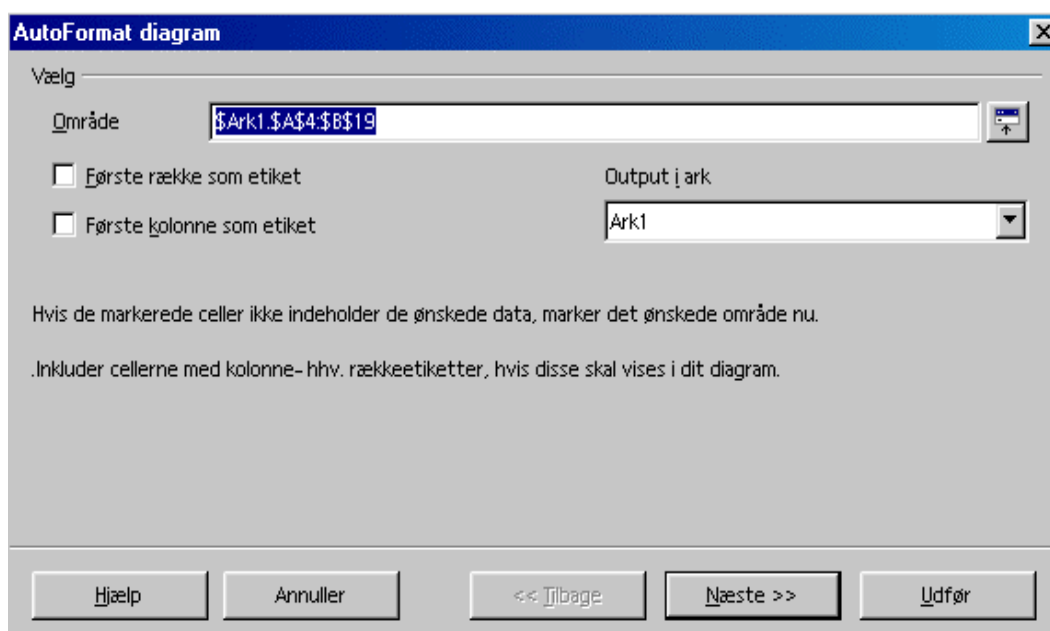 AutoFormat diagram
Vælg
Område
$Ark1.$A$4:$B$19
Første række som etiket
Output i ark
Første kolonne som etiket
Ark1
Hvis de markerede celler ikke indeholder de ønskede data, marker det ønskede område nu.
.Inkluder cellerne med kolonne- hhv. rækkeetiketter, hvis disse skal vises i dit diagram.
Hjælp
Annuller
<< Tilbage
Næste >>
Udfør